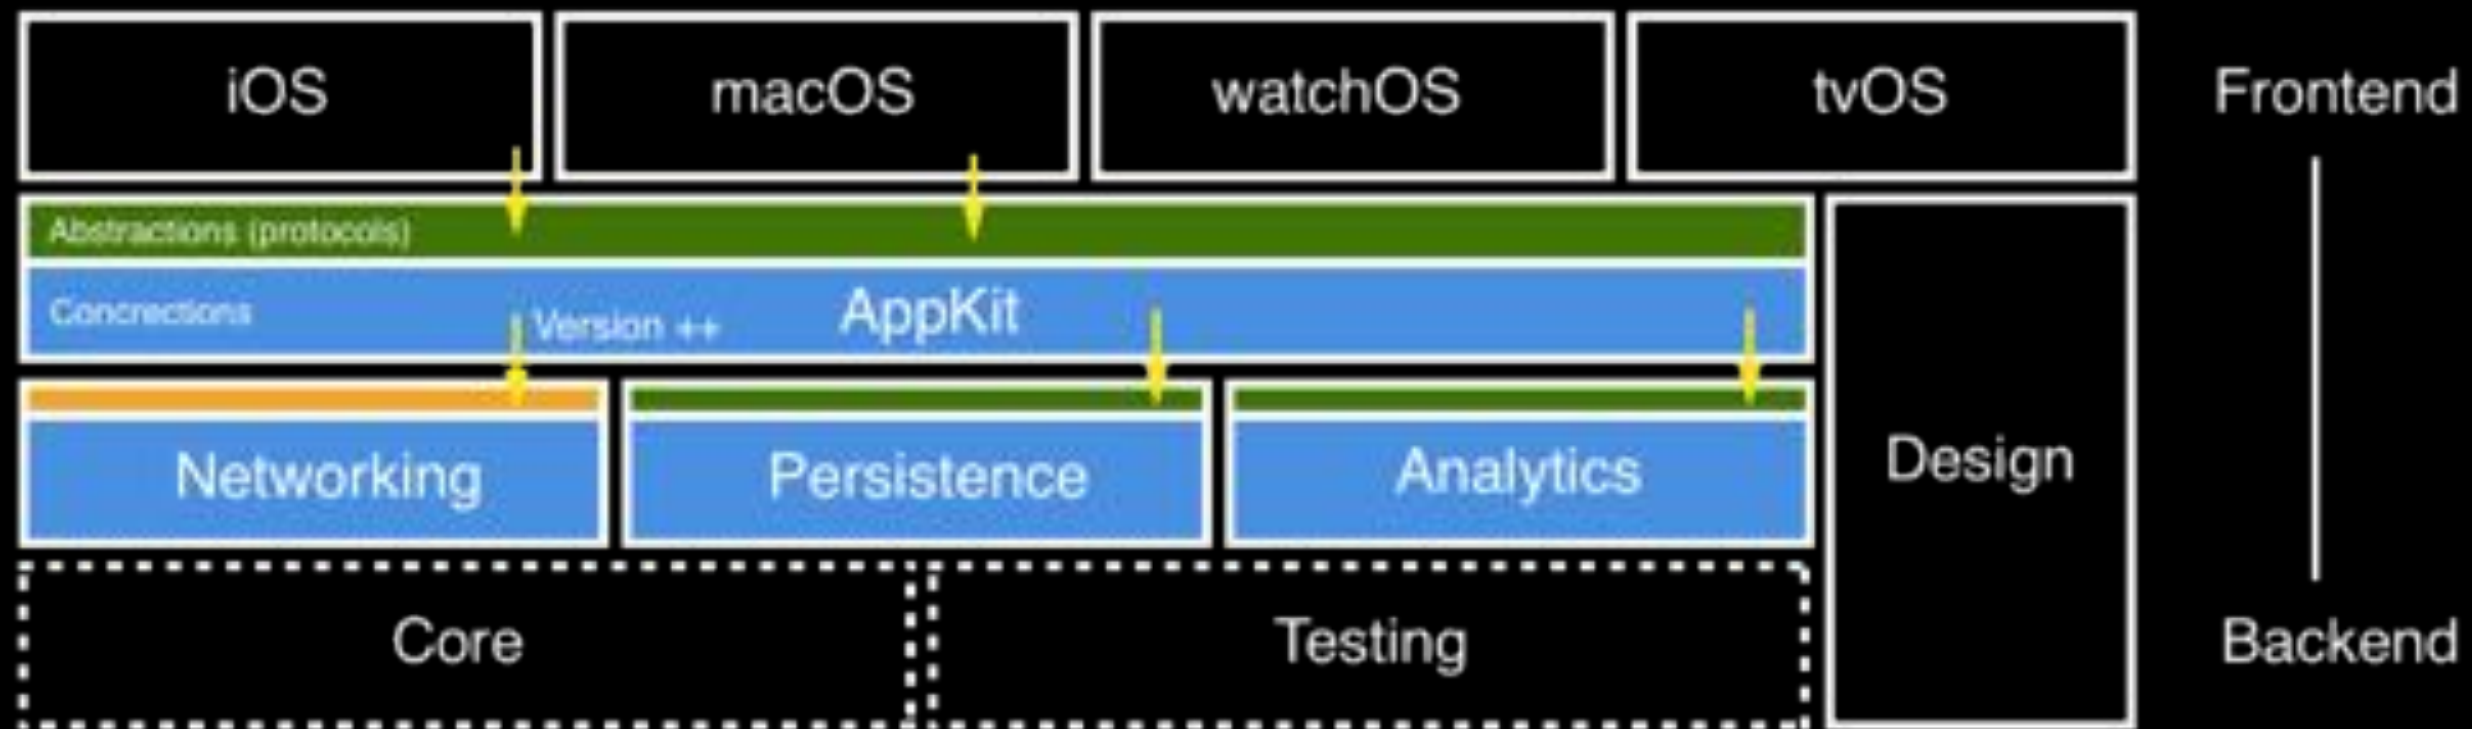 iOS
macOS
watchOS
tvOS
Frontend
Abstractions (protocols)
Concrections
Version ++
AppKit
Networking
Persistence
Analytics
Design
Core
Testing
Backend